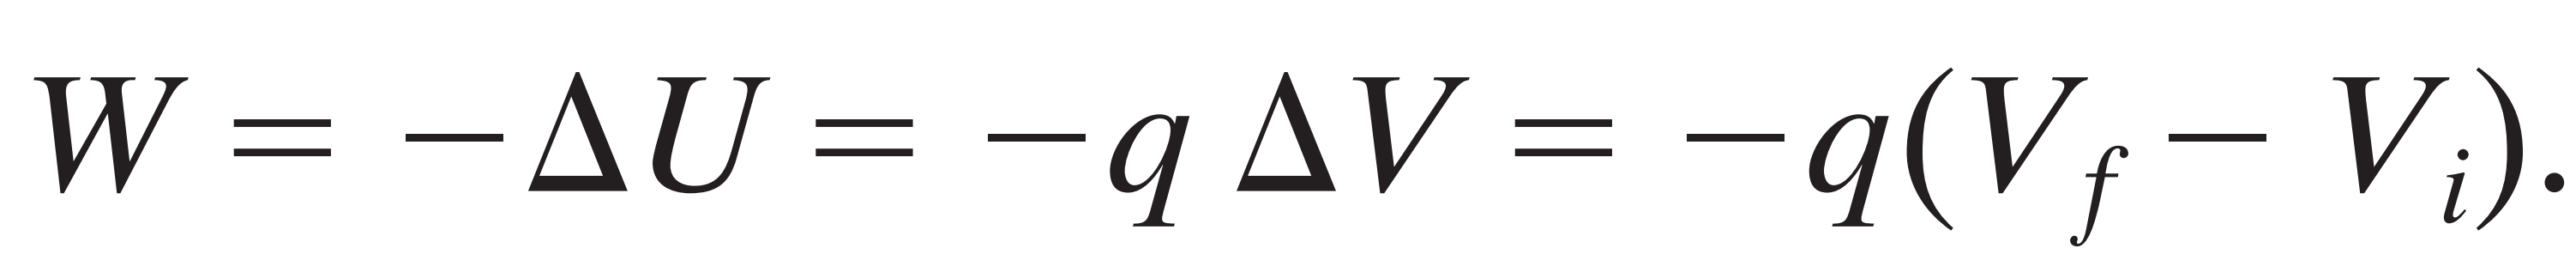 W = −ΔU = −q ΔV = −q(V_f − V_i).